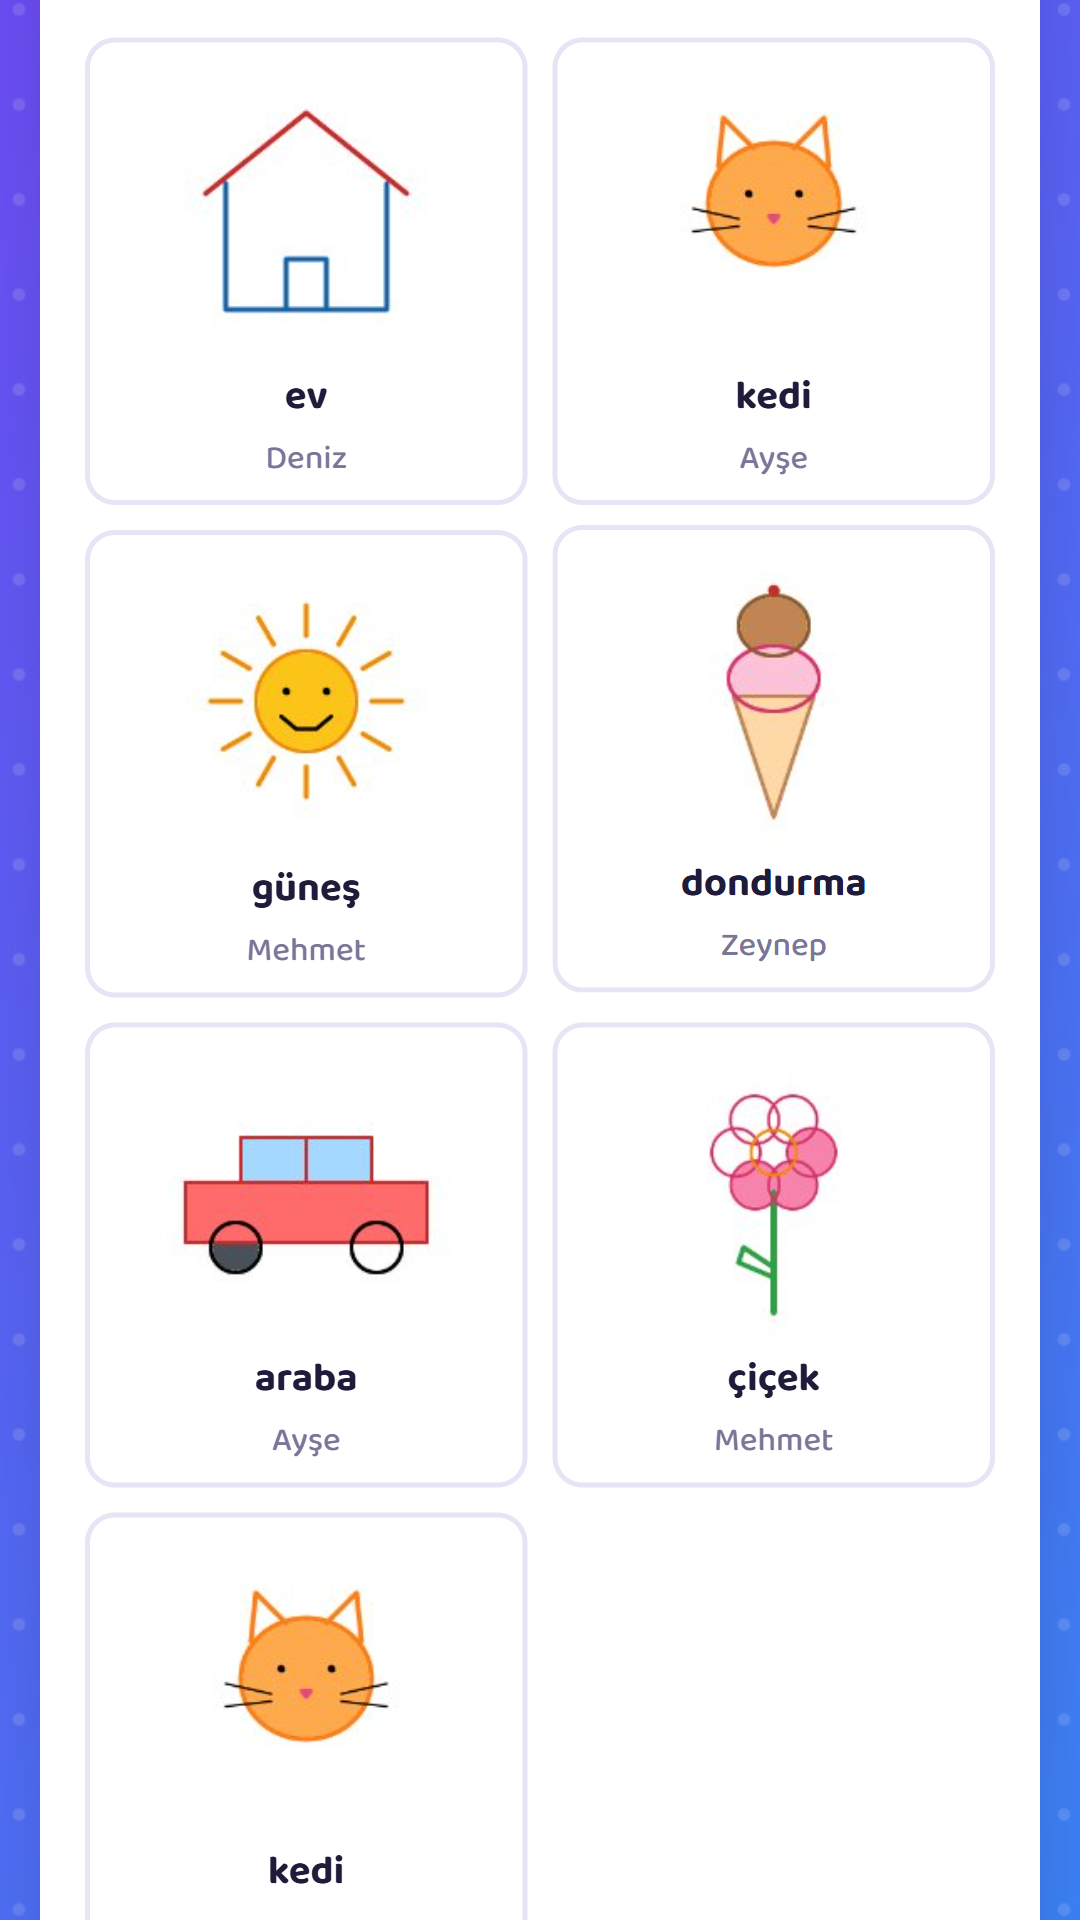 ev
Deniz
kedi
Ayşe
güneş
Mehmet
dondurma
Zeynep
araba
Ayşe
çiçek
Mehmet
kedi